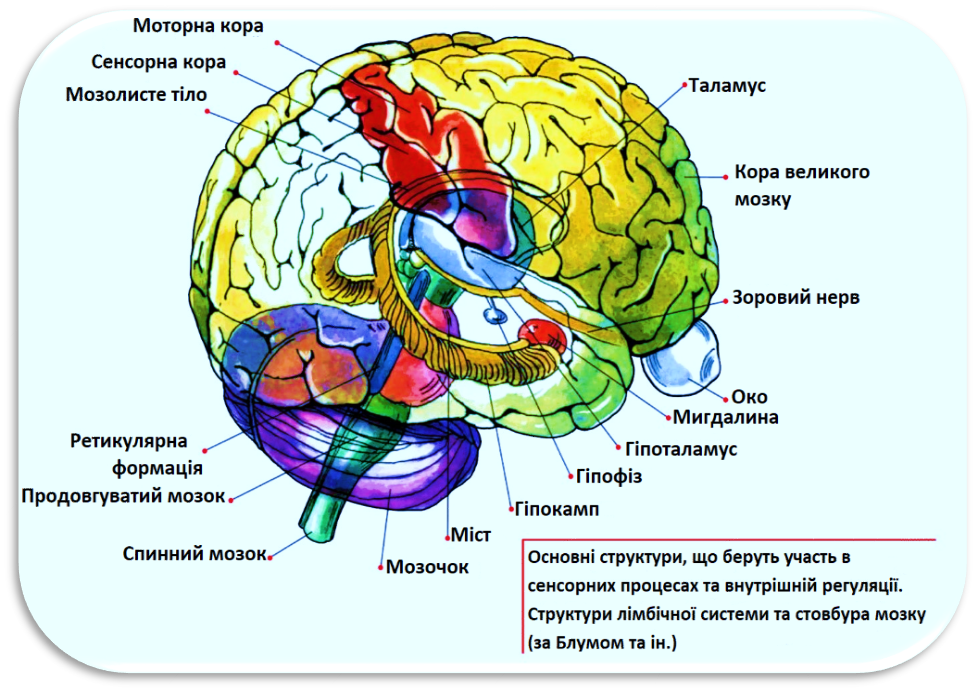 Моторна кора
Сенсорна кора
Мозолисте тіло
Таламус
Кора великого
мозку
Зоровий нерв
Око
Мигдалина
Гіпоталамус
Гіпофіз
Гіпокамп
Міст
Мозочок
Ретикулярна
формація
Продовгуватий мозок
Спинний мозок
Основні структури, що беруть участь в
сенсорних процесах та внутрішній регуляції.
Структури лімбічної системи та стовбура мозку
(за Блумом та ін.)